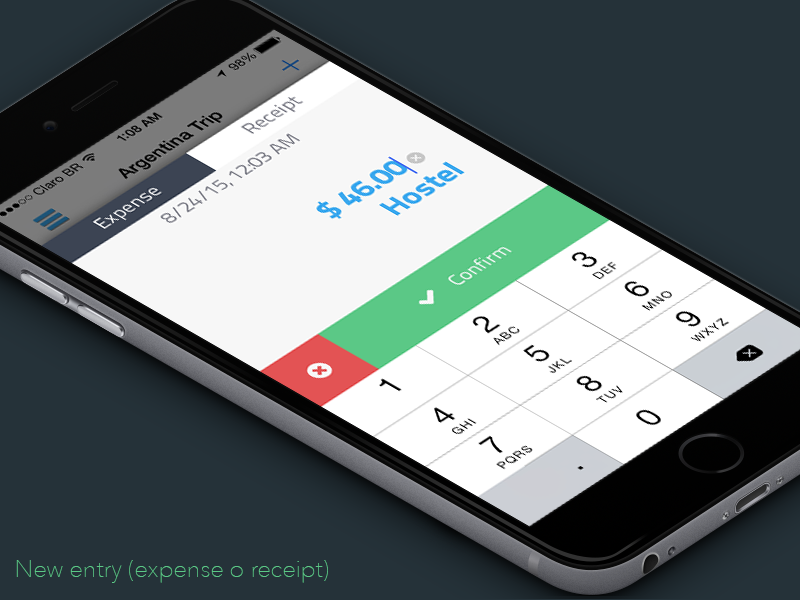 Claro BR 1:08 AM 98%
Argentina Trip +
Expense Receipt
8/24/15, 12:03 AM
$ 46.00
Hostel
Confirm
1 2 ABC 3 DEF
4 GHI 5 JKL 6 MNO
7 PQRS 8 TUV 9 WXYZ
. 0
New entry (expense o receipt)